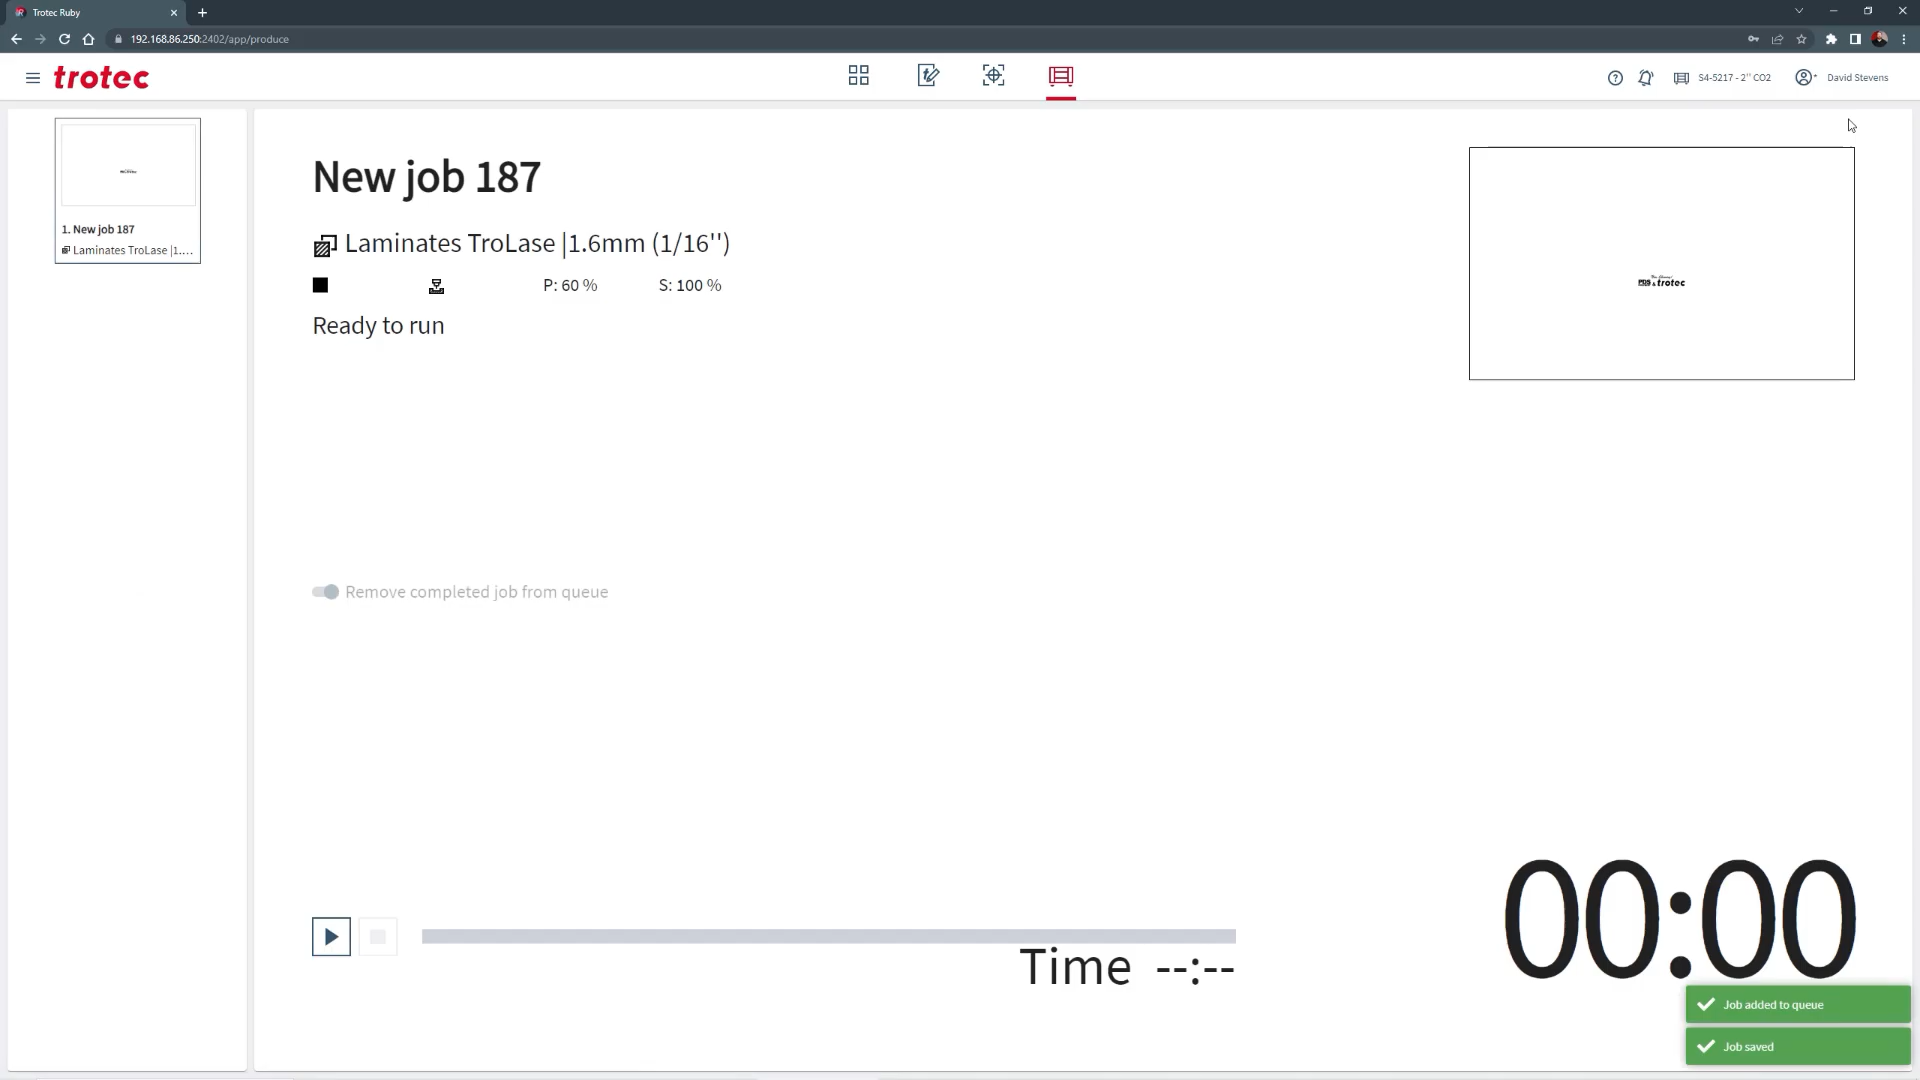 Trotec Ruby
192.168.86.250:2402/app/produce
trotec
S4-5217 - 2'' CO2
David Stevens
1. New job 187
Laminates TroLase |1....
New job 187
Laminates TroLase |1.6mm (1/16'')
P: 60 %
S: 100 %
Ready to run
PDS & trotec
Remove completed job from queue
Time --:--
00:00
Job added to queue
Job saved